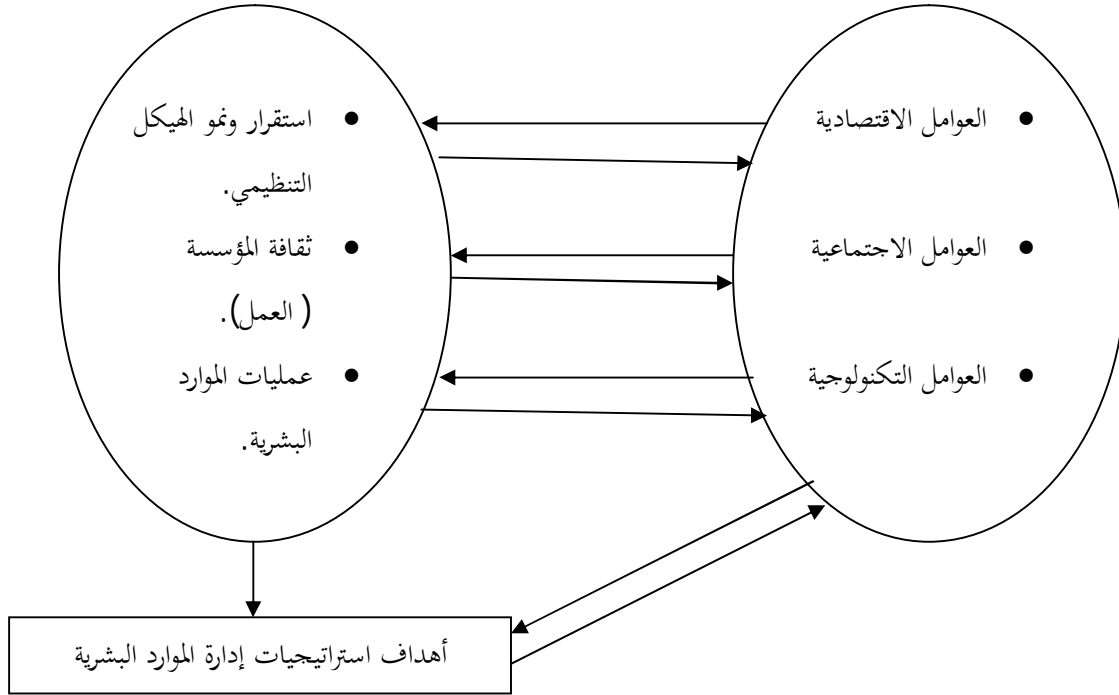 ● العوامل الاقتصادية
● العوامل الاجتماعية
● العوامل التكنولوجية
● استقرار ونمو الهيكل
التنظيمي.
● ثقافة المؤسسة
( العمل).
● عمليات الموارد
البشرية.
أهداف استراتيجيات إدارة الموارد البشرية